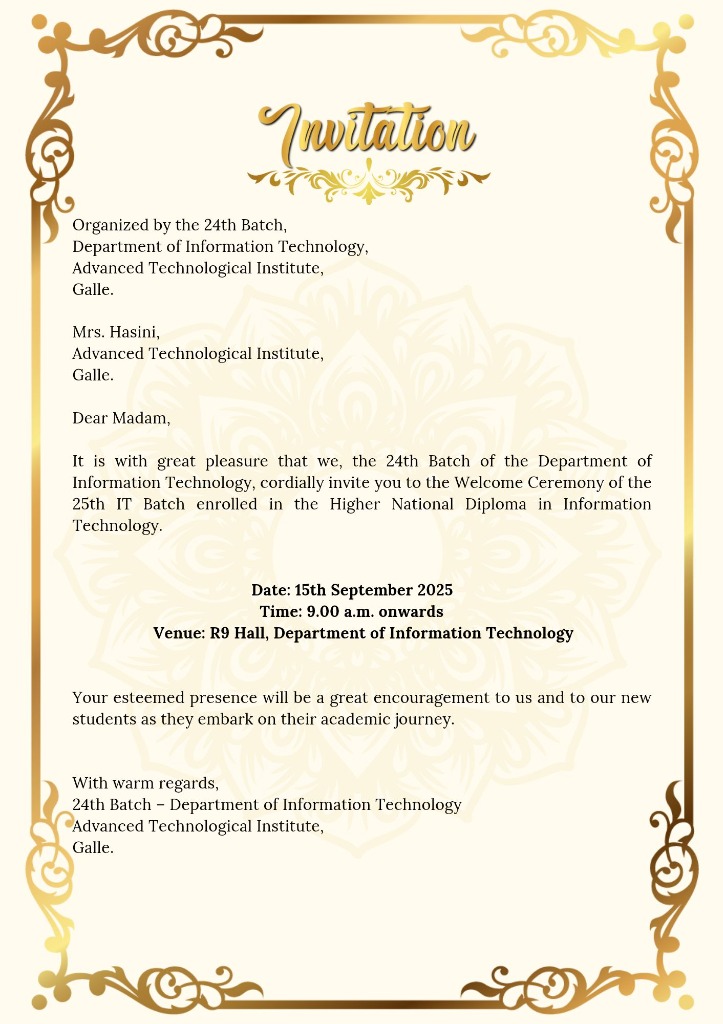 Invitation
Organized by the 24th Batch,
Department of Information Technology,
Advanced Technological Institute,
Galle.
Mrs. Hasini,
Advanced Technological Institute,
Galle.
Dear Madam,
It is with great pleasure that we, the 24th Batch of the Department of
Information Technology, cordially invite you to the Welcome Ceremony of the
25th IT Batch enrolled in the Higher National Diploma in Information
Technology.
Date: 15th September 2025
Time: 9.00 a.m. onwards
Venue: R9 Hall, Department of Information Technology
Your esteemed presence will be a great encouragement to us and to our new
students as they embark on their academic journey.
With warm regards,
24th Batch – Department of Information Technology
Advanced Technological Institute,
Galle.